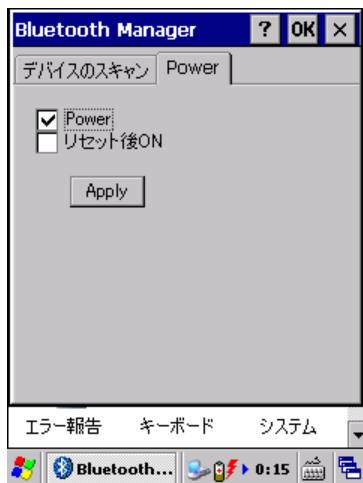 Bluetooth Manager ? OK ×
デバイスのスキャン Power
Power
リセット後ON
Apply
エラー報告 キーボード システム
Bluetooth... 0:15